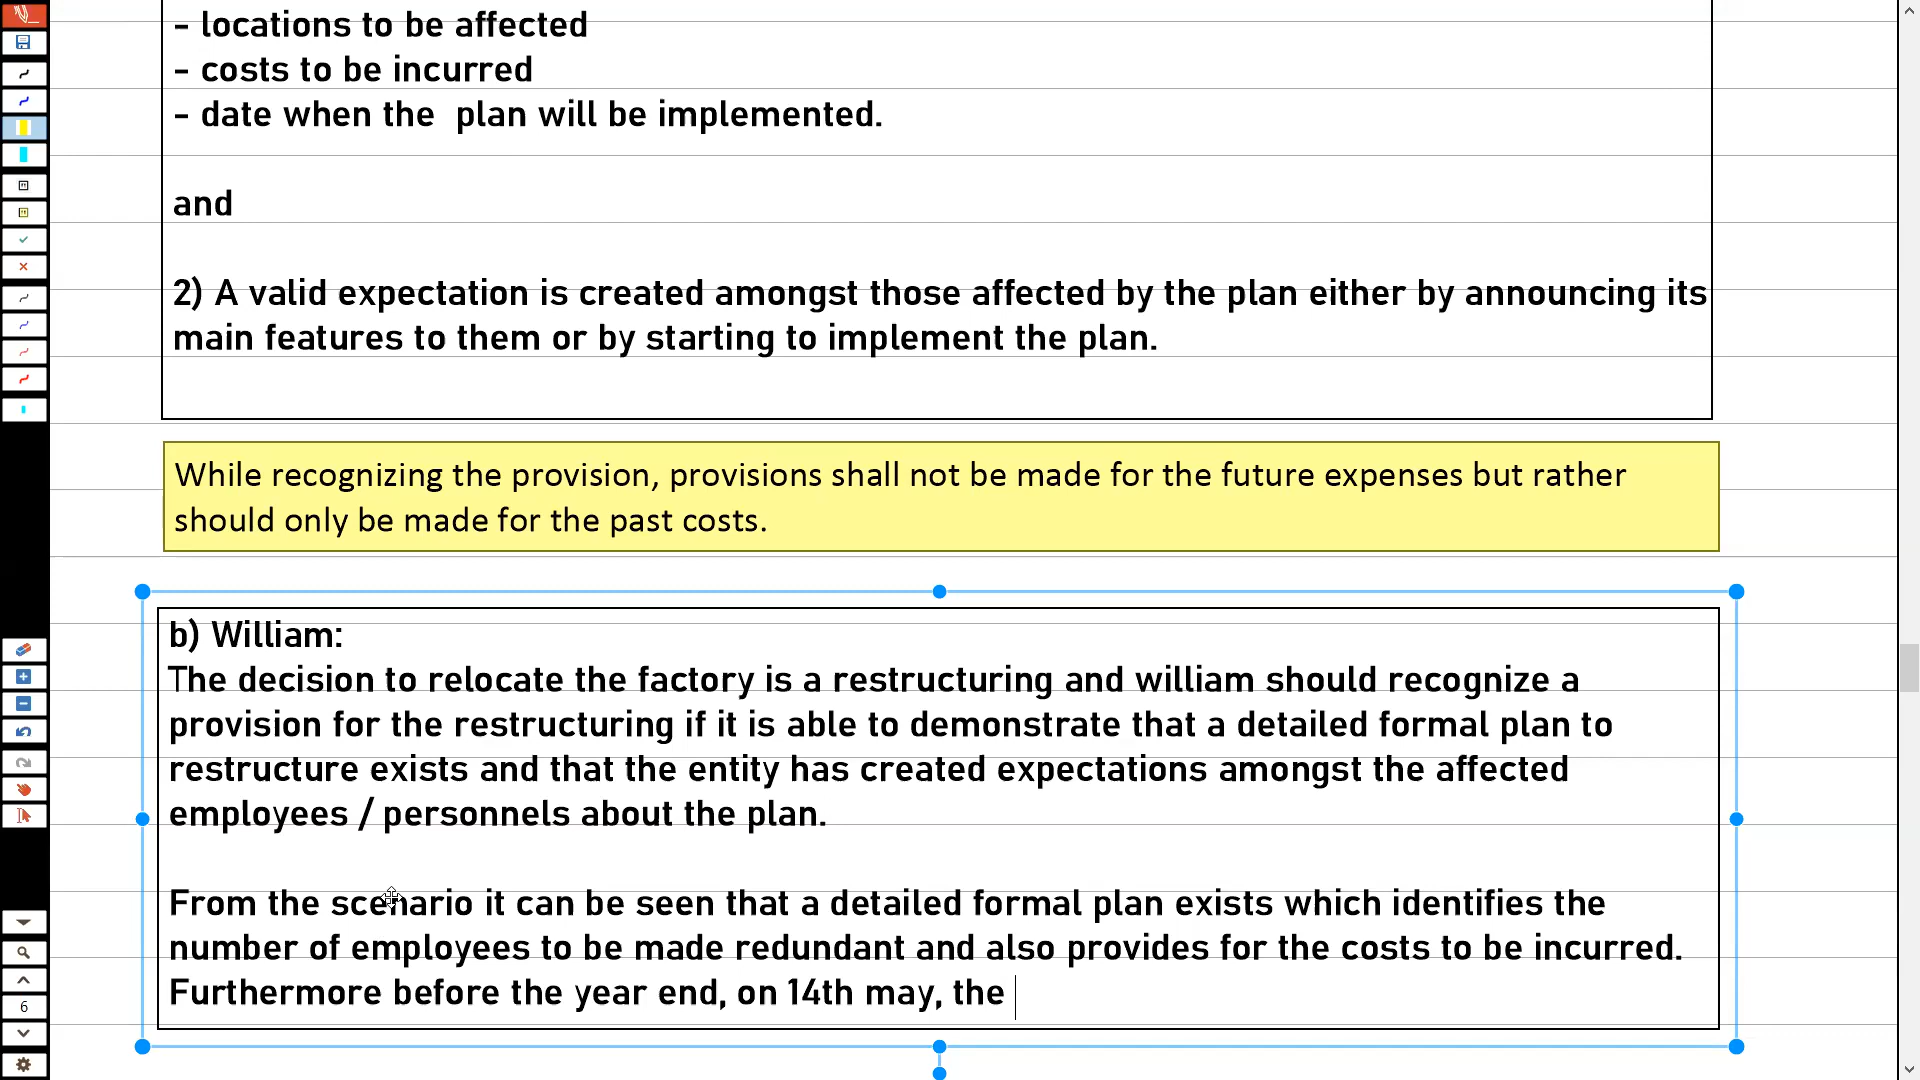 - locations to be affected
- costs to be incurred
- date when the  plan will be implemented.
and
2) A valid expectation is created amongst those affected by the plan either by announcing its
main features to them or by starting to implement the plan.
While recognizing the provision, provisions shall not be made for the future expenses but rather
should only be made for the past costs.
b) William:
The decision to relocate the factory is a restructuring and william should recognize a
provision for the restructuring if it is able to demonstrate that a detailed formal plan to
restructure exists and that the entity has created expectations amongst the affected
employees / personnels about the plan.
From the scenario it can be seen that a detailed formal plan exists which identifies the
number of employees to be made redundant and also provides for the costs to be incurred.
Furthermore before the year end, on 14th may, the
6